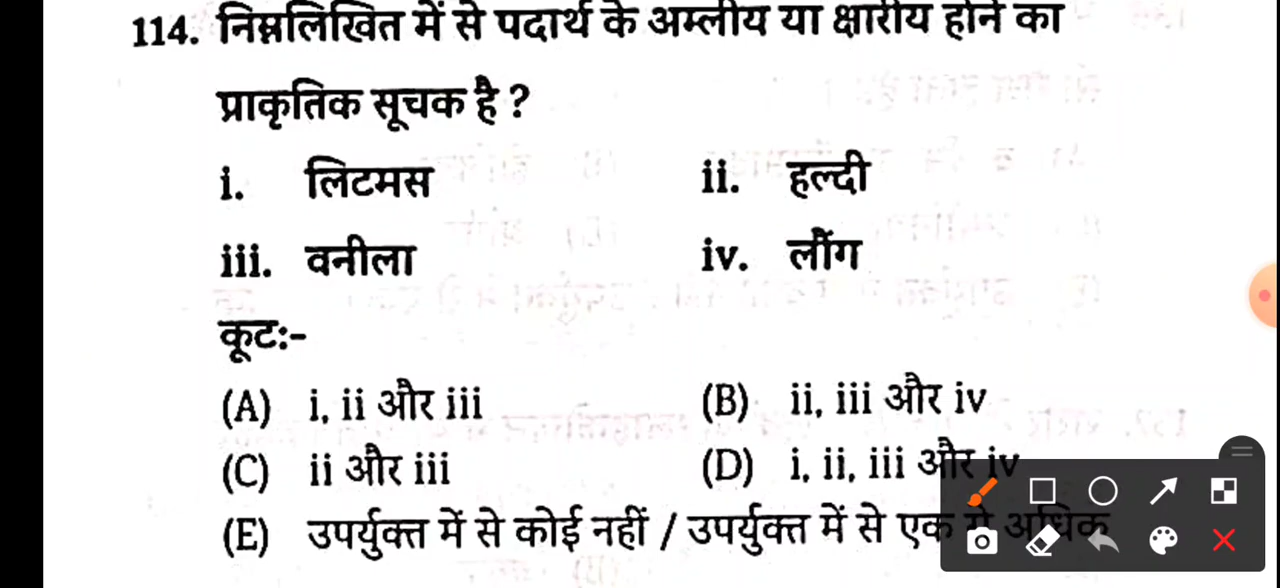 114. निम्नलिखित में से पदार्थ के अम्लीय या क्षारीय होने का
प्राकृतिक सूचक है ?
i. लिटमस ii. हल्दी
iii. वनीला iv. लौंग
कूटः-
(A) i, ii और iii (B) ii, iii और iv
(C) ii और iii (D) i, ii, iii और iv
(E) उपर्युक्त में से कोई नहीं / उपर्युक्त में से एक से अधिक